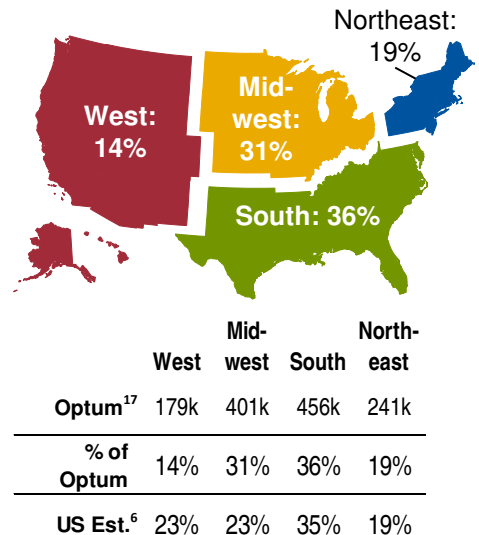 Northeast:
19%
West:
14%
Mid-
west:
31%
South: 36%
West Mid-west South North-east
Optum17 179k 401k 456k 241k
% of Optum 14% 31% 36% 19%
US Est.6 23% 23% 35% 19%